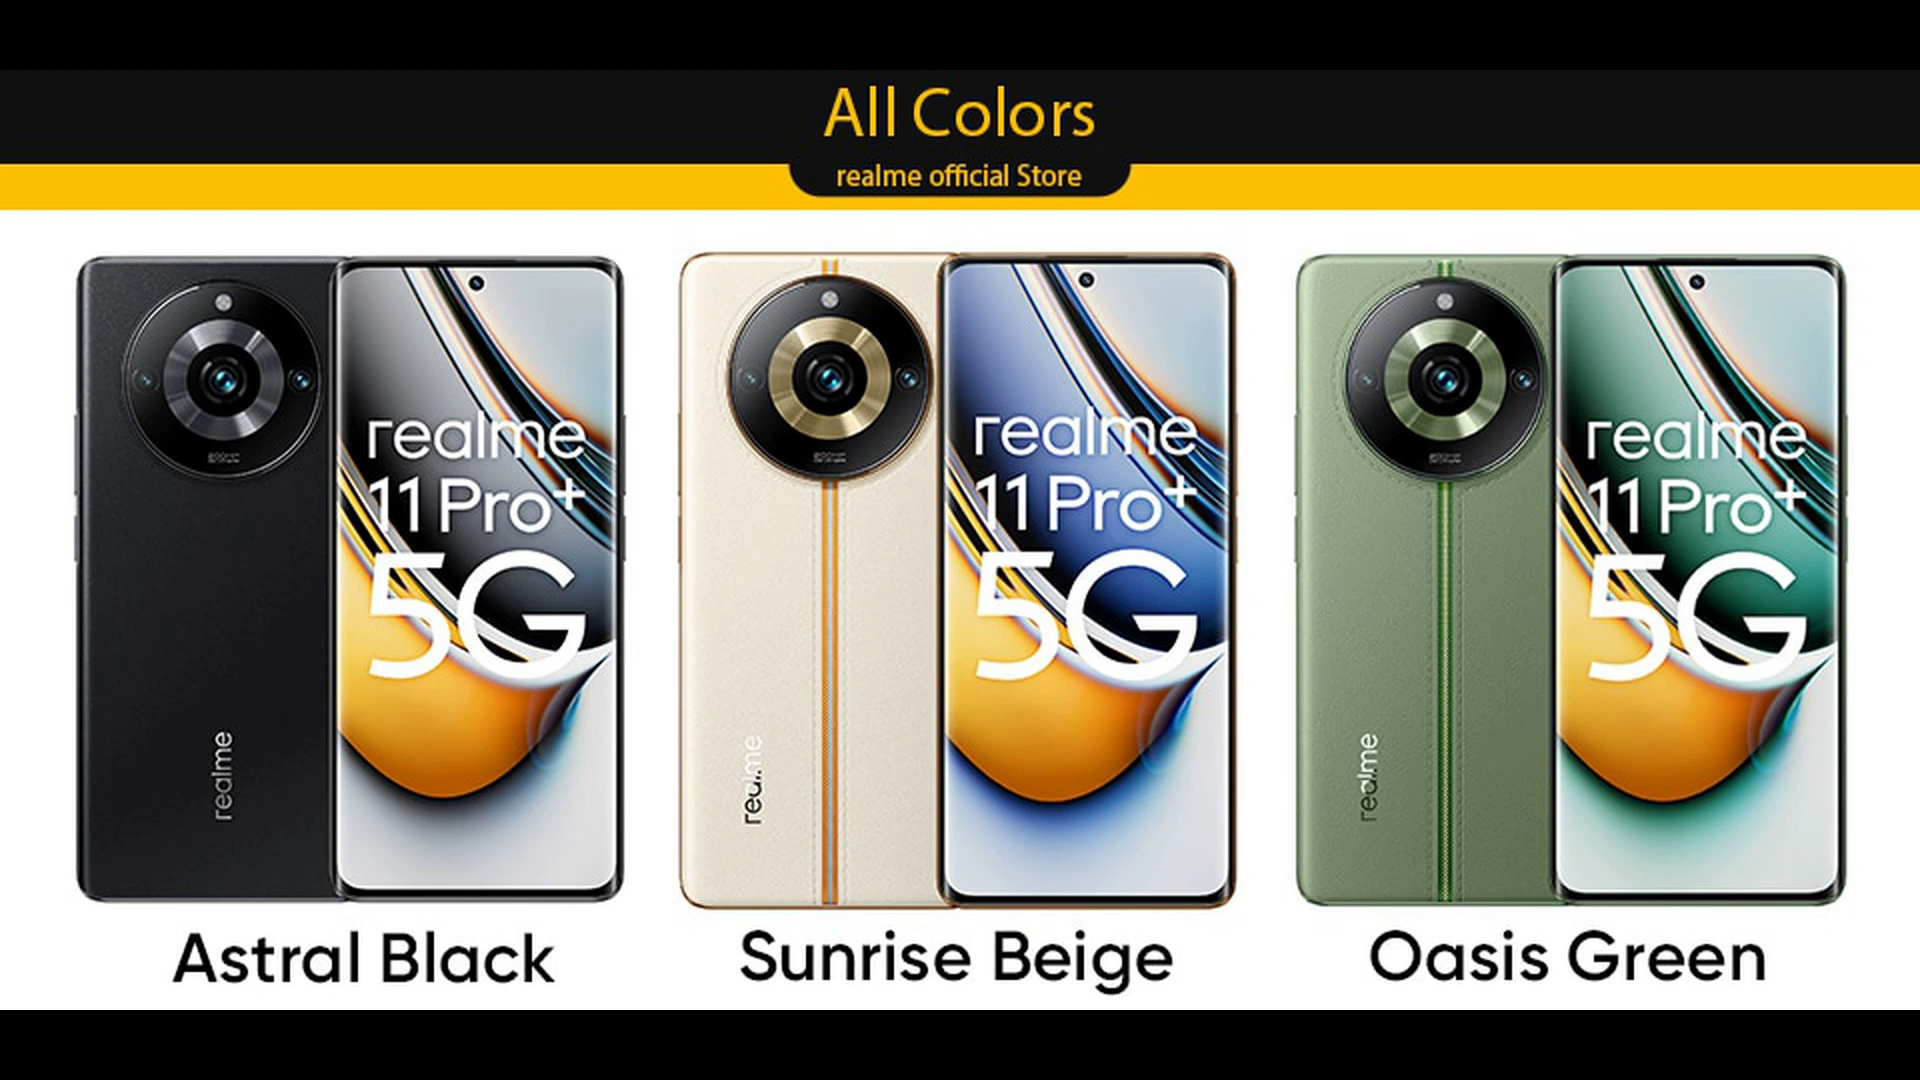 All Colors
realme official Store
realme
11 Pro+
5G
realme
realme
11 Pro+
5G
realme
realme
11 Pro+
5G
realme
Astral Black
Sunrise Beige
Oasis Green